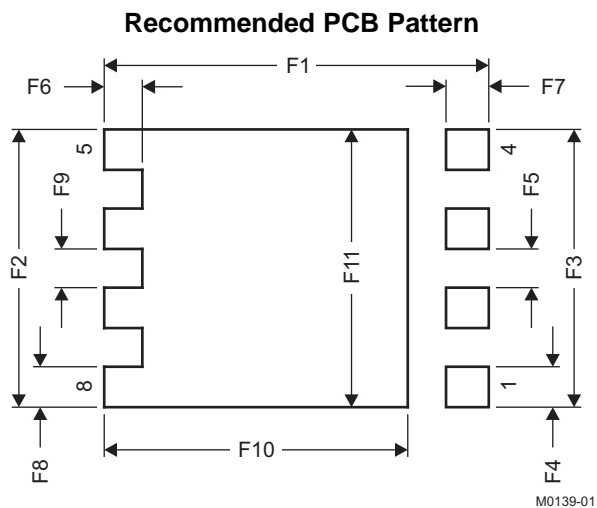 Recommended PCB Pattern
F1
F6
F7
5
4
F9
F5
F2
F11
F3
8
1
F10
F8
F4
M0139-01